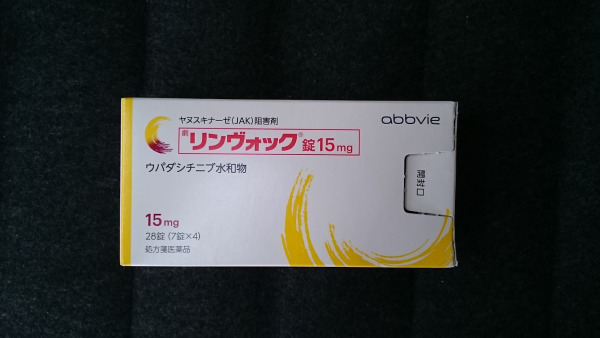 ヤヌスキナーゼ(JAK)阻害剤
abbvie
劇 リンヴォック® 錠15mg
ウパダシチニブ水和物
開封口
15mg
28錠 (7錠×4)
処方箋医薬品